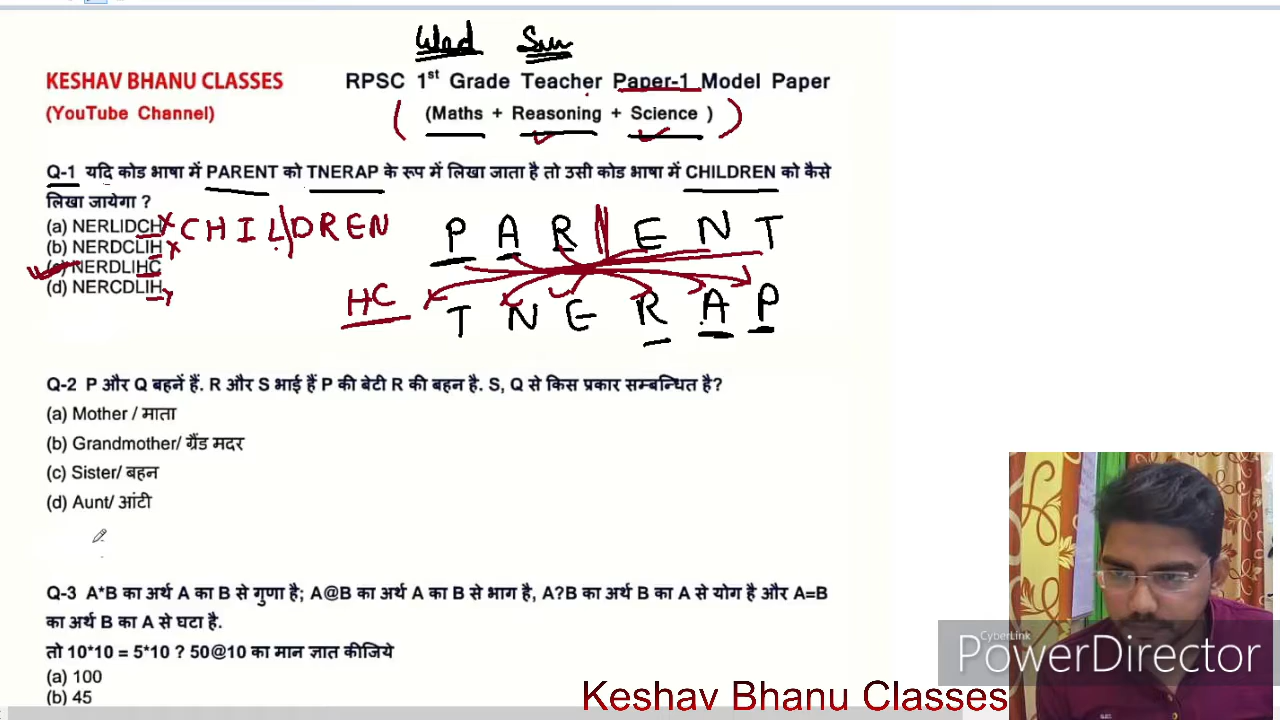 Wed Sun
KESHAV BHANU CLASSES RPSC 1st Grade Teacher Paper-1 Model Paper
(YouTube Channel) (Maths + Reasoning + Science )
Q-1 यदि कोड भाषा में PARENT को TNERAP के रूप में लिखा जाता है तो उसी कोड भाषा में CHILDREN को कैसे
लिखा जायेगा ?
(a) NERLIDCH
(b) NERDCLIH
(c) NERDLIHC
(d) NERCDLIH
CHILDREN
PARENT
HC
TNERAP
Q-2 P और Q बहनें हैं. R और S भाई हैं P की बेटी R की बहन है. S, Q से किस प्रकार सम्बन्धित है?
(a) Mother / माता
(b) Grandmother/ ग्रैंड मदर
(c) Sister/ बहन
(d) Aunt/ आंटी
Q-3 A*B का अर्थ A का B से गुणा है; A@B का अर्थ A का B से भाग है, A?B का अर्थ B का A से योग है और A=B
का अर्थ B का A से घटा है.
तो 10*10 = 5*10 ? 50@10 का मान ज्ञात कीजिये
(a) 100
(b) 45
CyberLink
PowerDirector
Keshav Bhanu Classes